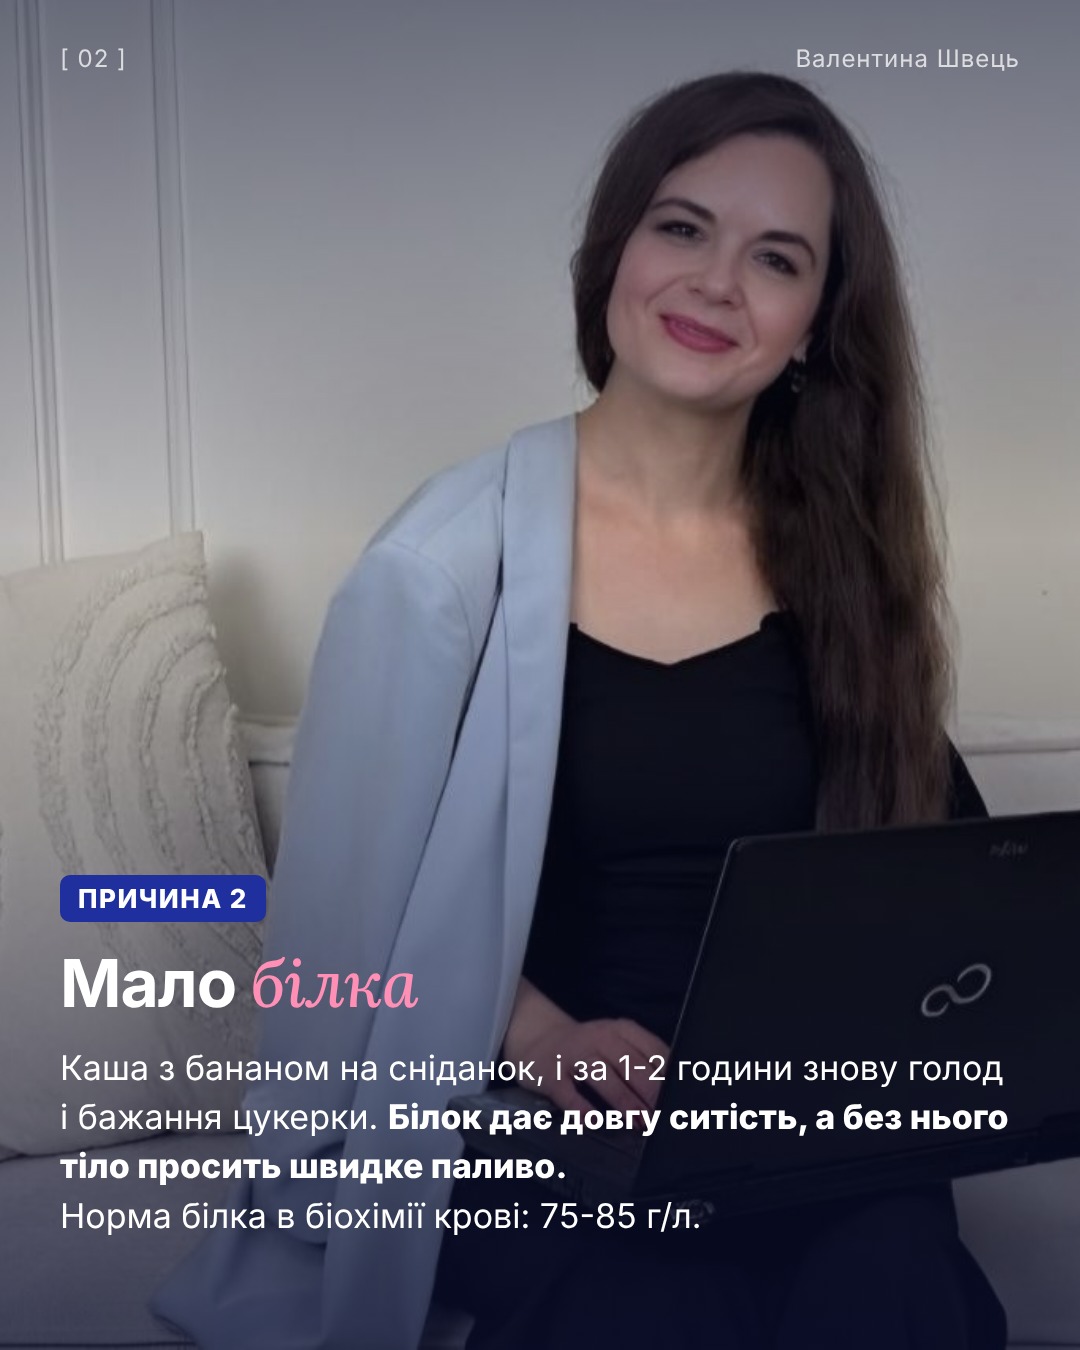 [ 02 ]
Валентина Швець
ПРИЧИНА 2
Мало білка
Каша з бананом на сніданок, і за 1-2 години знову голод
і бажання цукерки. Білок дає довгу ситість, а без нього
тіло просить швидке паливо.
Норма білка в біохімії крові: 75-85 г/л.